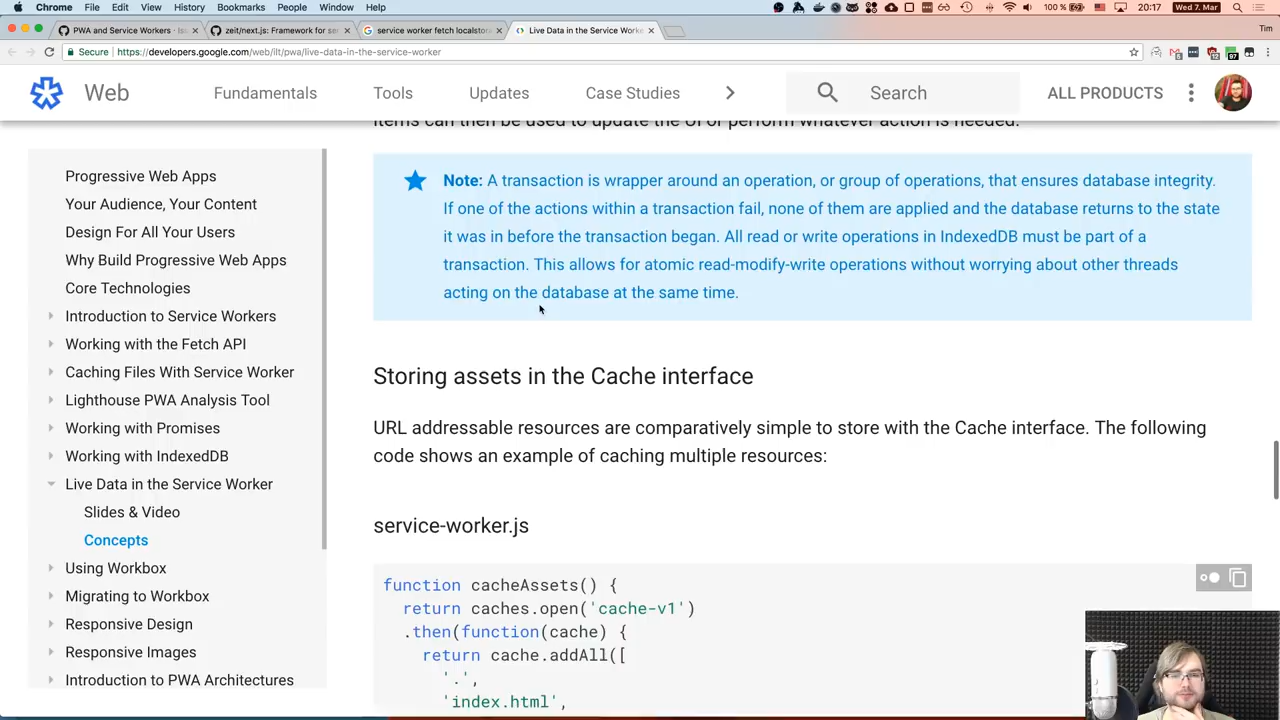 Chrome File Edit View History Bookmarks People Window Help 100 % 20:17 Wed 7. Mar
PWA and Service Workers · Iss zeit/next.js: Framework for se service worker fetch localstora Live Data in the Service Worke Tim
Secure https://developers.google.com/web/ilt/pwa/live-data-in-the-service-worker
Web Fundamentals Tools Updates Case Studies Search ALL PRODUCTS
items can then be used to update the UI or perform whatever action is needed.
Progressive Web Apps
Your Audience, Your Content
Design For All Your Users
Why Build Progressive Web Apps
Core Technologies
Introduction to Service Workers
Working with the Fetch API
Caching Files With Service Worker
Lighthouse PWA Analysis Tool
Working with Promises
Working with IndexedDB
Live Data in the Service Worker
Slides & Video
Concepts
Using Workbox
Migrating to Workbox
Responsive Design
Responsive Images
Introduction to PWA Architectures
Note: A transaction is wrapper around an operation, or group of operations, that ensures database integrity.
If one of the actions within a transaction fail, none of them are applied and the database returns to the state
it was in before the transaction began. All read or write operations in IndexedDB must be part of a
transaction. This allows for atomic read-modify-write operations without worrying about other threads
acting on the database at the same time.
Storing assets in the Cache interface
URL addressable resources are comparatively simple to store with the Cache interface. The following
code shows an example of caching multiple resources:
service-worker.js
function cacheAssets() {
return caches.open('cache-v1')
.then(function(cache) {
return cache.addAll([
'.',
'index.html',